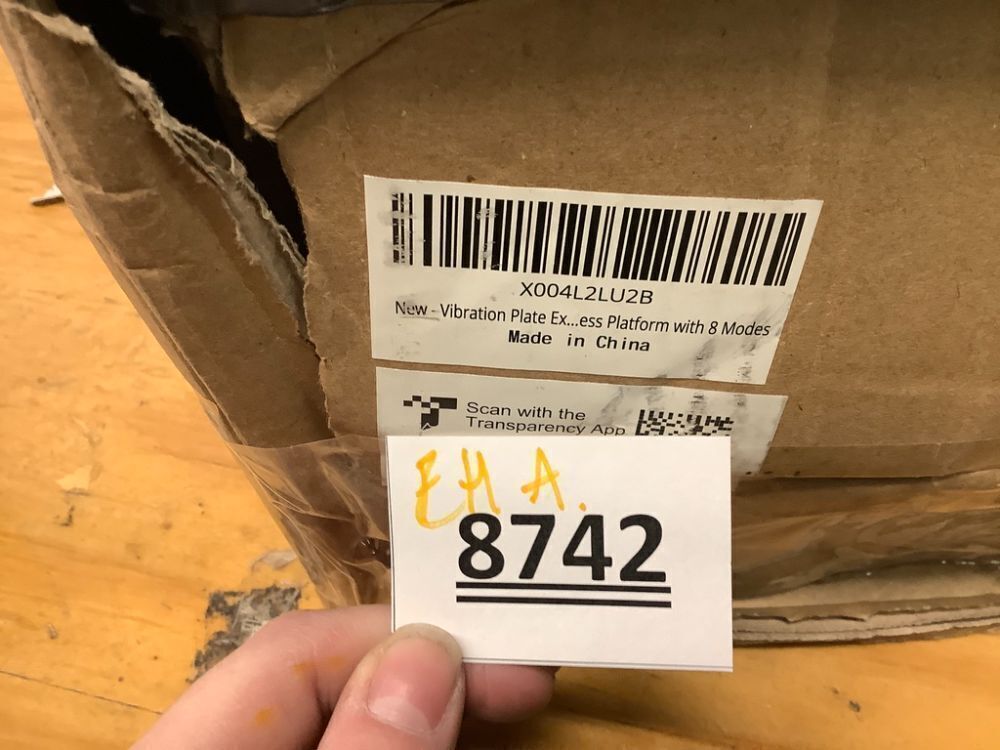 X004L2LU2B
New - Vibration Plate Ex...ess Platform with 8 Modes
Made in China
Scan with the
Transparency App
EH A.
8742